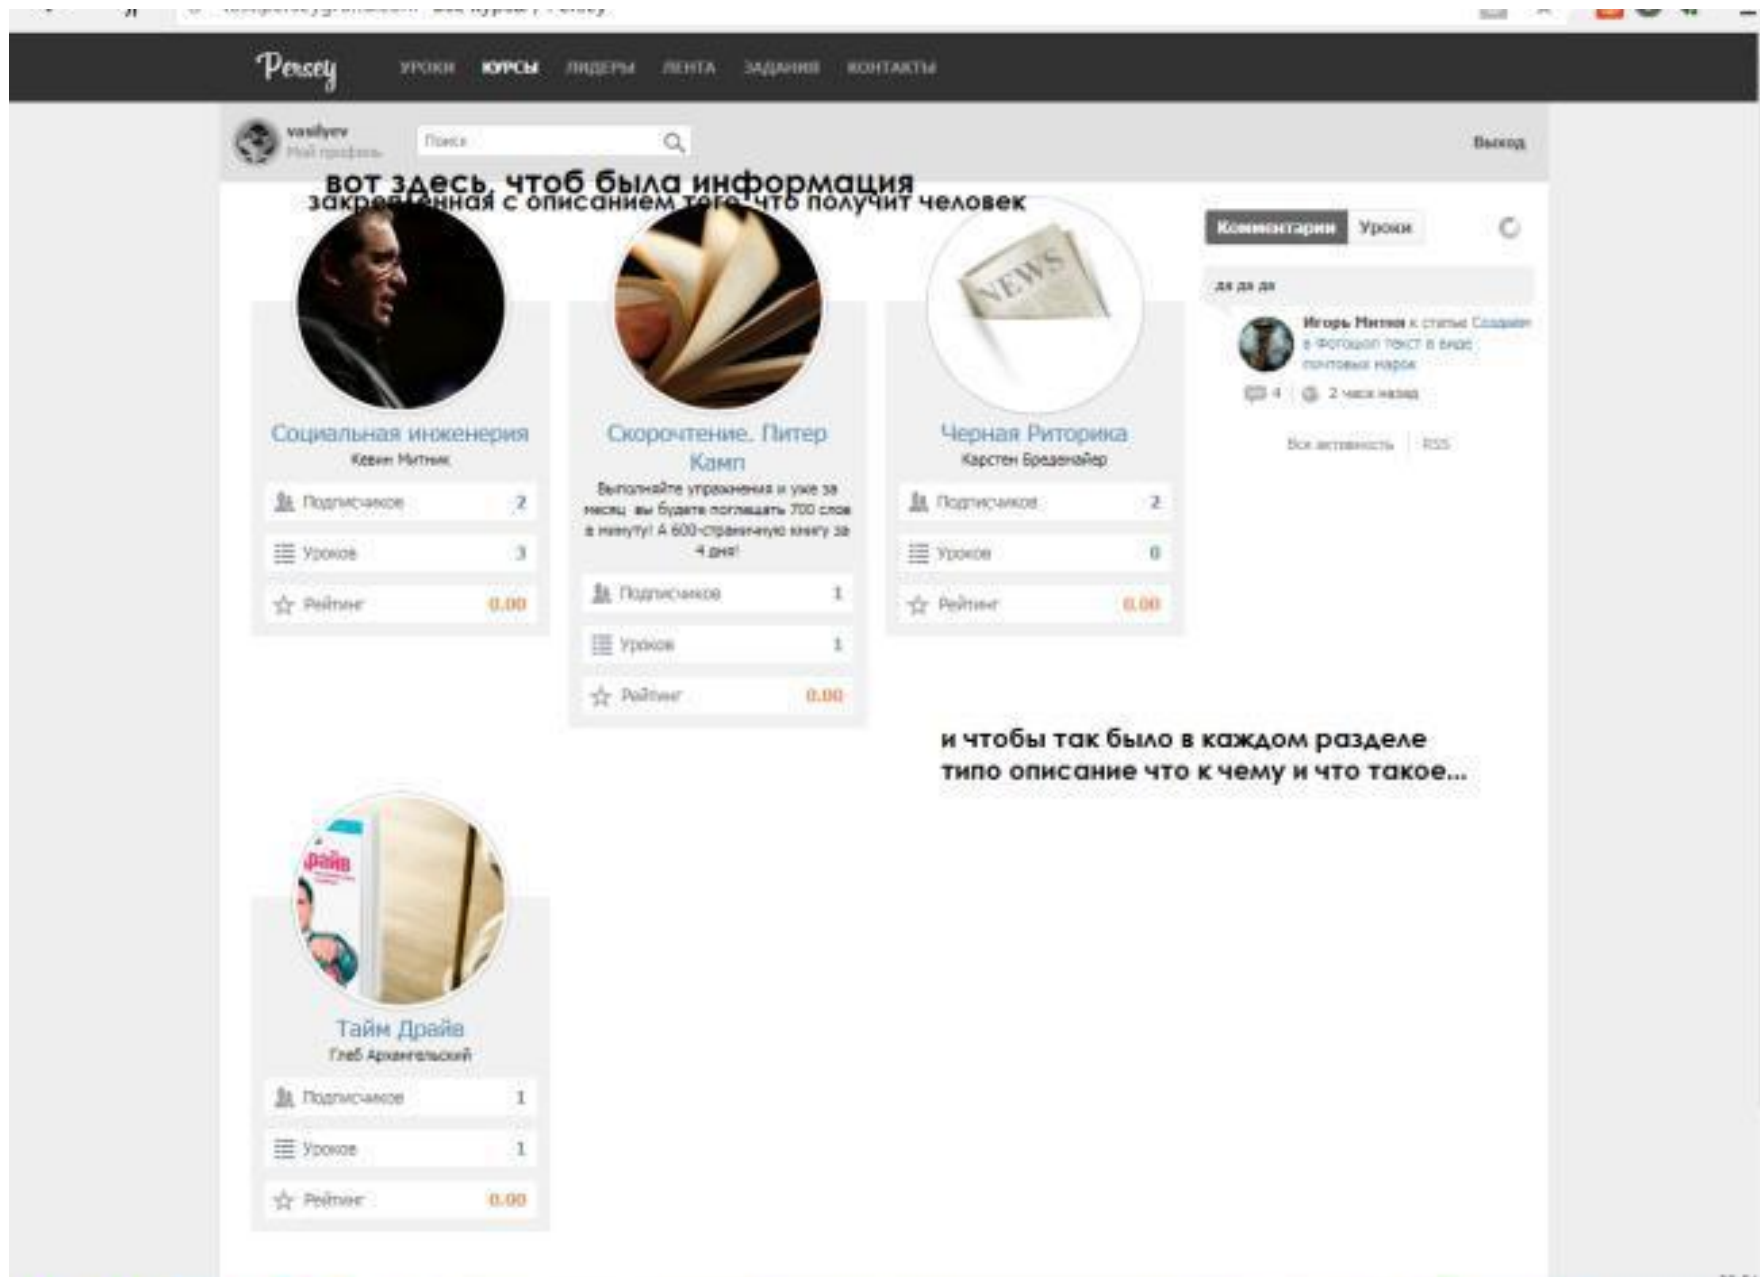 Persey
УРОКИ КУРСЫ ЛИДЕРЫ ЛЕНТА ЗАДАНИЯ КОНТАКТЫ
vasilyev
Мой профиль
Поиск
Выход
вот здесь, чтоб была информация
закрепленная с описанием того, что получит человек
NEWS
Социальная инженерия
Кевин Митник
Подписчиков 2
Уроков 3
Рейтинг 0.00
Скорочтение. Питер
Камп
Выполняйте упражнения и уже за
месяц вы будете поглощать 700 слов
в минуту! А 600-страничную книгу за
4 дня!
Подписчиков 1
Уроков 1
Рейтинг 0.00
Черная Риторика
Карстен Бреденайер
Подписчиков 2
Уроков 0
Рейтинг 0.00
Комментарии Уроки
да да да
Игорь Митин к статье Создаем
в Фотошоп текст в виде
почтовых марок
4 2 часа назад
Вся активность RSS
и чтобы так было в каждом разделе
типо описание что к чему и что такое...
драйв
Тайм Драйв
Глеб Архангельский
Подписчиков 1
Уроков 1
Рейтинг 0.00